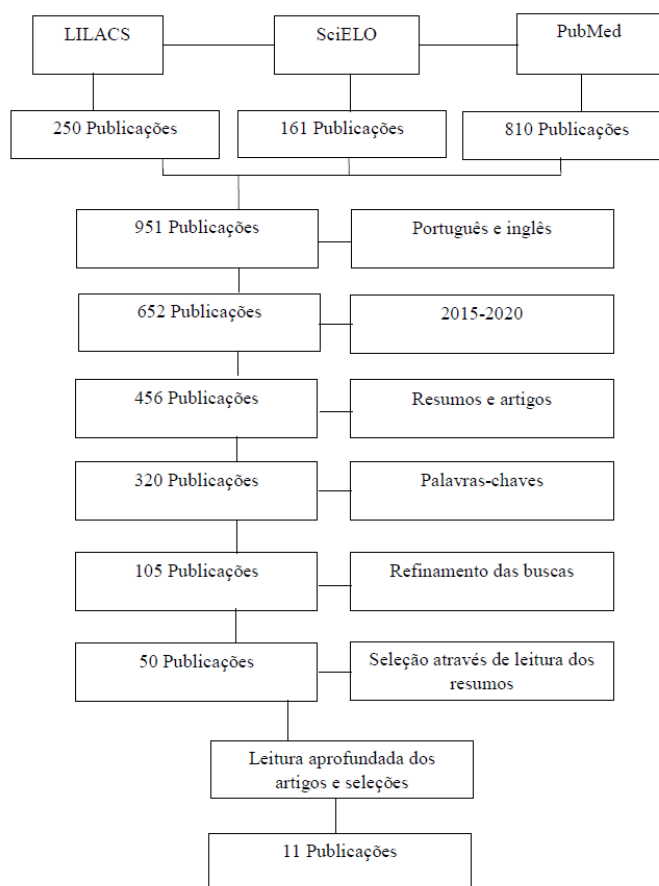 LILACS
SciELO
PubMed
250 Publicações
161 Publicações
810 Publicações
951 Publicações
Português e inglês
652 Publicações
2015-2020
456 Publicações
Resumos e artigos
320 Publicações
Palavras-chaves
105 Publicações
Refinamento das buscas
50 Publicações
Seleção através de leitura dos
resumos
Leitura aprofundada dos
artigos e seleções
11 Publicações